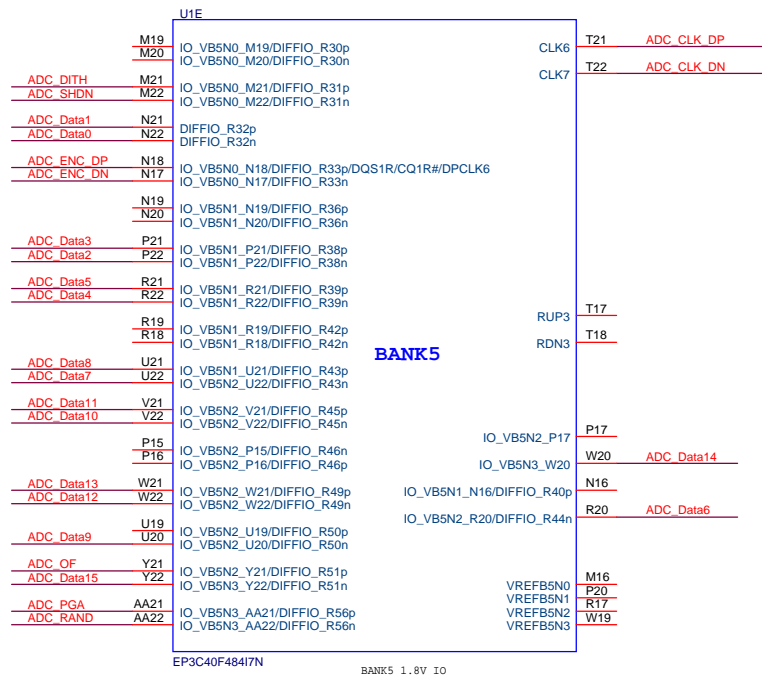 U1E
M19 IO_VB5N0_M19/DIFFIO_R30p
M20 IO_VB5N0_M20/DIFFIO_R30n
ADC_DITH M21 IO_VB5N0_M21/DIFFIO_R31p
ADC_SHDN M22 IO_VB5N0_M22/DIFFIO_R31n
ADC_Data1 N21 DIFFIO_R32p
ADC_Data0 N22 DIFFIO_R32n
ADC_ENC_DP N18 IO_VB5N0_N18/DIFFIO_R33p/DQS1R/CQ1R#/DPCLK6
ADC_ENC_DN N17 IO_VB5N0_N17/DIFFIO_R33n
N19 IO_VB5N1_N19/DIFFIO_R36p
N20 IO_VB5N1_N20/DIFFIO_R36n
ADC_Data3 P21 IO_VB5N1_P21/DIFFIO_R38p
ADC_Data2 P22 IO_VB5N1_P22/DIFFIO_R38n
ADC_Data5 R21 IO_VB5N1_R21/DIFFIO_R39p
ADC_Data4 R22 IO_VB5N1_R22/DIFFIO_R39n
R19 IO_VB5N1_R19/DIFFIO_R42p
R18 IO_VB5N1_R18/DIFFIO_R42n
ADC_Data8 U21 IO_VB5N1_U21/DIFFIO_R43p
ADC_Data7 U22 IO_VB5N2_U22/DIFFIO_R43n
ADC_Data11 V21 IO_VB5N2_V21/DIFFIO_R45p
ADC_Data10 V22 IO_VB5N2_V22/DIFFIO_R45n
P15 IO_VB5N2_P15/DIFFIO_R46n
P16 IO_VB5N2_P16/DIFFIO_R46p
ADC_Data13 W21 IO_VB5N2_W21/DIFFIO_R49p
ADC_Data12 W22 IO_VB5N2_W22/DIFFIO_R49n
U19 IO_VB5N2_U19/DIFFIO_R50p
ADC_Data9 U20 IO_VB5N2_U20/DIFFIO_R50n
ADC_OF Y21 IO_VB5N2_Y21/DIFFIO_R51p
ADC_Data15 Y22 IO_VB5N3_Y22/DIFFIO_R51n
ADC_PGA AA21 IO_VB5N3_AA21/DIFFIO_R56p
ADC_RAND AA22 IO_VB5N3_AA22/DIFFIO_R56n
BANK5
CLK6 T21 ADC_CLK_DP
CLK7 T22 ADC_CLK_DN
RUP3 T17
RDN3 T18
IO_VB5N2_P17 P17
IO_VB5N3_W20 W20 ADC_Data14
IO_VB5N1_N16/DIFFIO_R40p N16
IO_VB5N2_R20/DIFFIO_R44n R20 ADC_Data6
VREFB5N0 M16
VREFB5N1 P20
VREFB5N2 R17
VREFB5N3 W19
EP3C40F484I7N
BANK5 1.8V IO